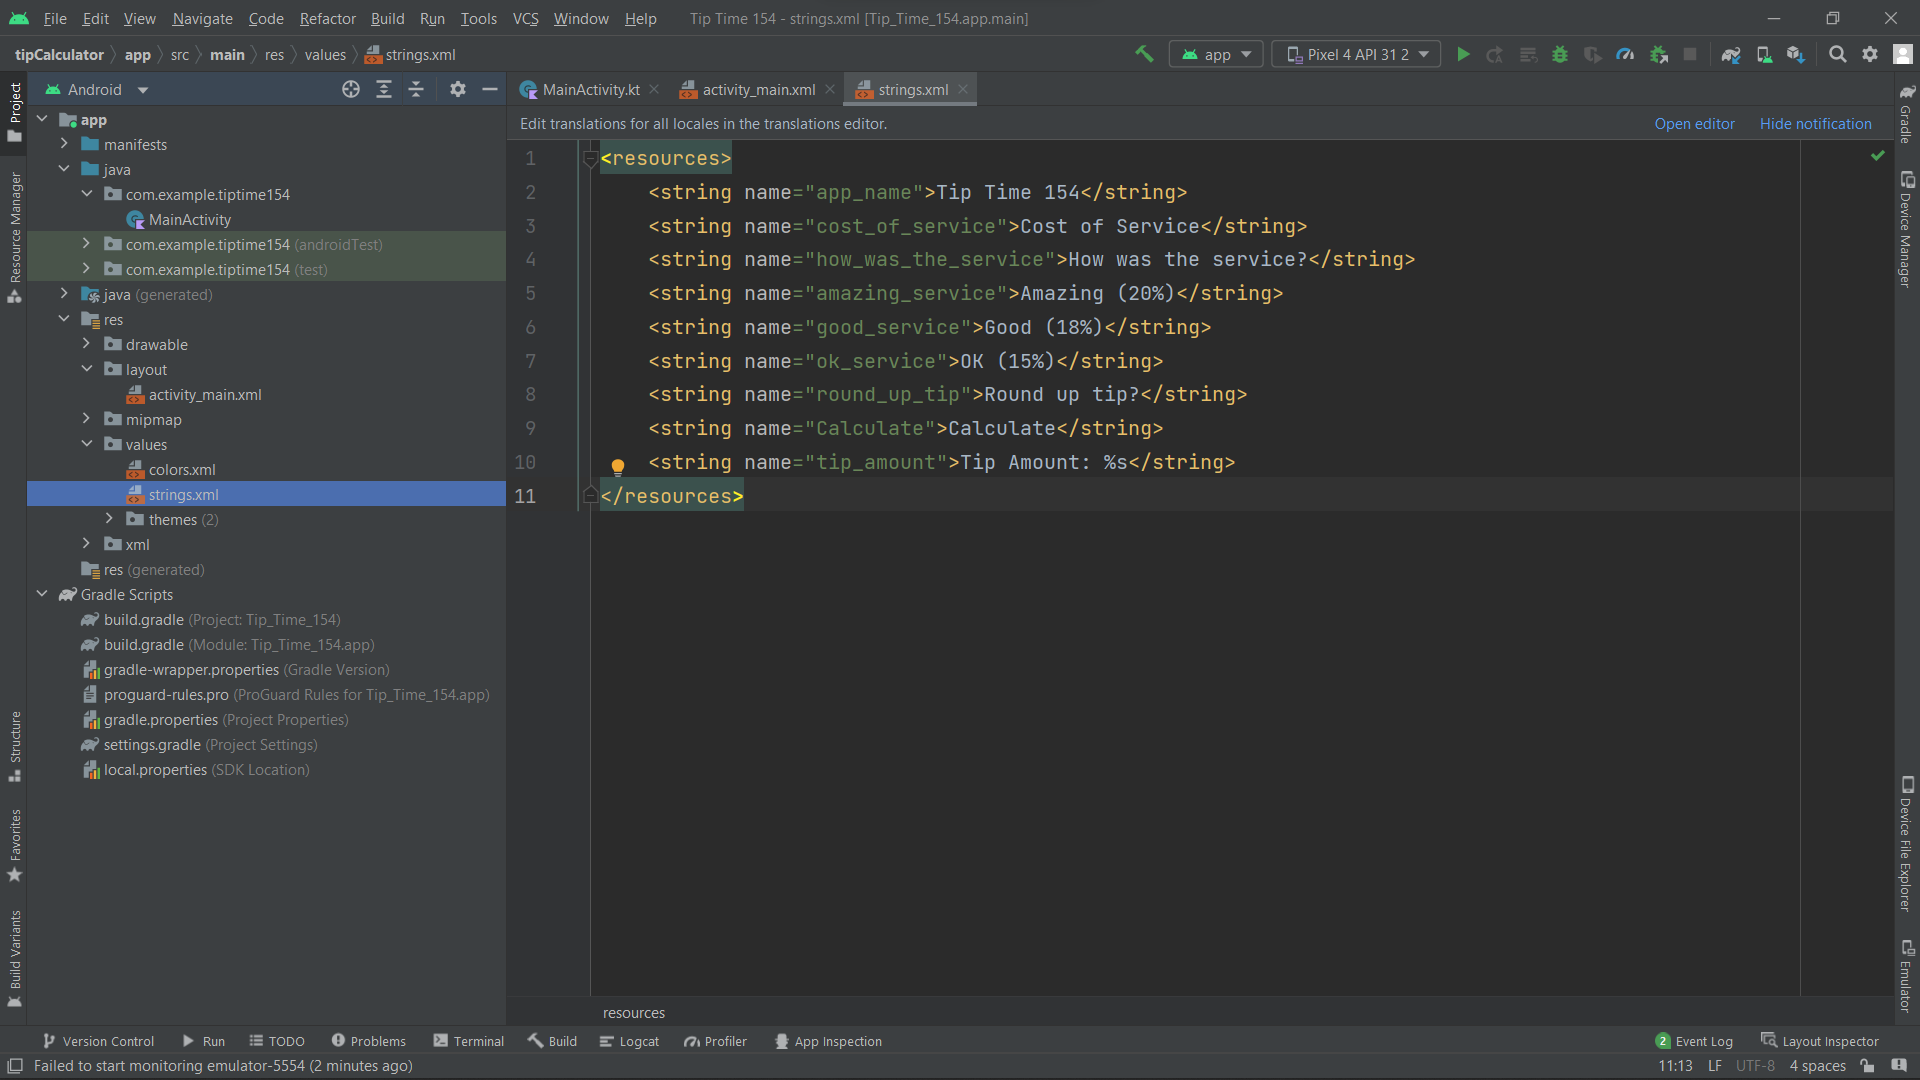 File Edit View Navigate Code Refactor Build Run Tools VCS Window Help Tip Time 154 - strings.xml [Tip_Time_154.app.main]
tipCalculator app src main res values strings.xml app Pixel 4 API 31 2
Android
MainActivity.kt activity_main.xml strings.xml
Edit translations for all locales in the translations editor. Open editor Hide notification
Project
Resource Manager
Structure
Favorites
Build Variants
app
manifests
java
com.example.tiptime154
MainActivity
com.example.tiptime154 (androidTest)
com.example.tiptime154 (test)
java (generated)
res
drawable
layout
activity_main.xml
mipmap
values
colors.xml
strings.xml
themes (2)
xml
res (generated)
Gradle Scripts
build.gradle (Project: Tip_Time_154)
build.gradle (Module: Tip_Time_154.app)
gradle-wrapper.properties (Gradle Version)
proguard-rules.pro (ProGuard Rules for Tip_Time_154.app)
gradle.properties (Project Properties)
settings.gradle (Project Settings)
local.properties (SDK Location)
1 <resources>
2 <string name="app_name">Tip Time 154</string>
3 <string name="cost_of_service">Cost of Service</string>
4 <string name="how_was_the_service">How was the service?</string>
5 <string name="amazing_service">Amazing (20%)</string>
6 <string name="good_service">Good (18%)</string>
7 <string name="ok_service">OK (15%)</string>
8 <string name="round_up_tip">Round up tip?</string>
9 <string name="Calculate">Calculate</string>
10 <string name="tip_amount">Tip Amount: %s</string>
11 </resources>
resources
Gradle
Device Manager
Device File Explorer
Emulator
Version Control Run TODO Problems Terminal Build Logcat Profiler App Inspection 2 Event Log Layout Inspector
Failed to start monitoring emulator-5554 (2 minutes ago) 11:13 LF UTF-8 4 spaces